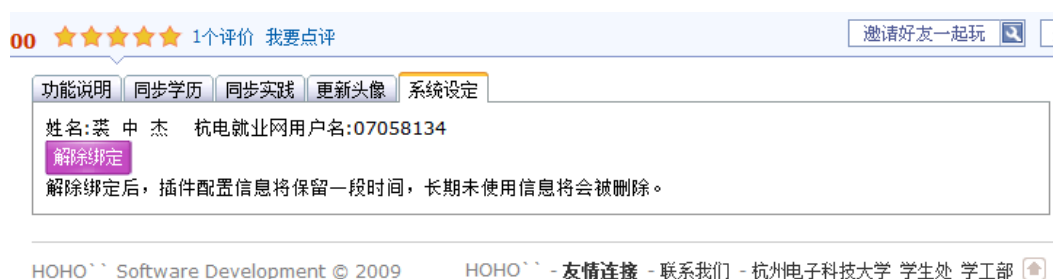 00 1个评价 我要点评 邀请好友一起玩
功能说明 同步学历 同步实践 更新头像 系统设定
姓名:裘 中 杰 杭电就业网用户名:07058134
解除绑定
解除绑定后，插件配置信息将保留一段时间，长期未使用信息将会被删除。
HOHO`` Software Development © 2009 HOHO`` - 友情连接 - 联系我们 - 杭州电子科技大学 学生处 学工部